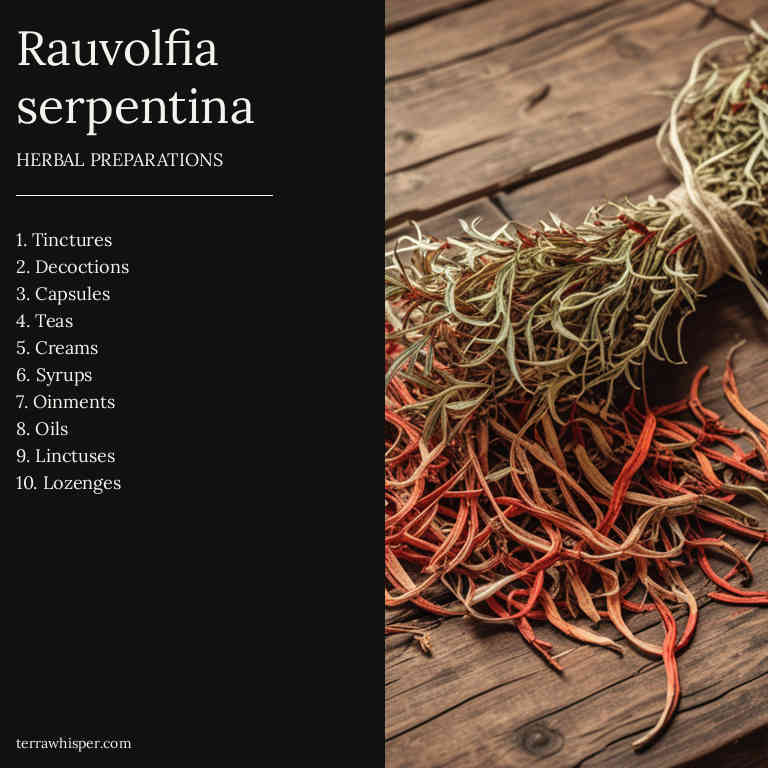 Rauvolfia
serpentina
HERBAL PREPARATIONS
1. Tinctures
2. Decoctions
3. Capsules
4. Teas
5. Creams
6. Syrups
7. Oinments
8. Oils
9. Linctuses
10. Lozenges
terrawhisper.com